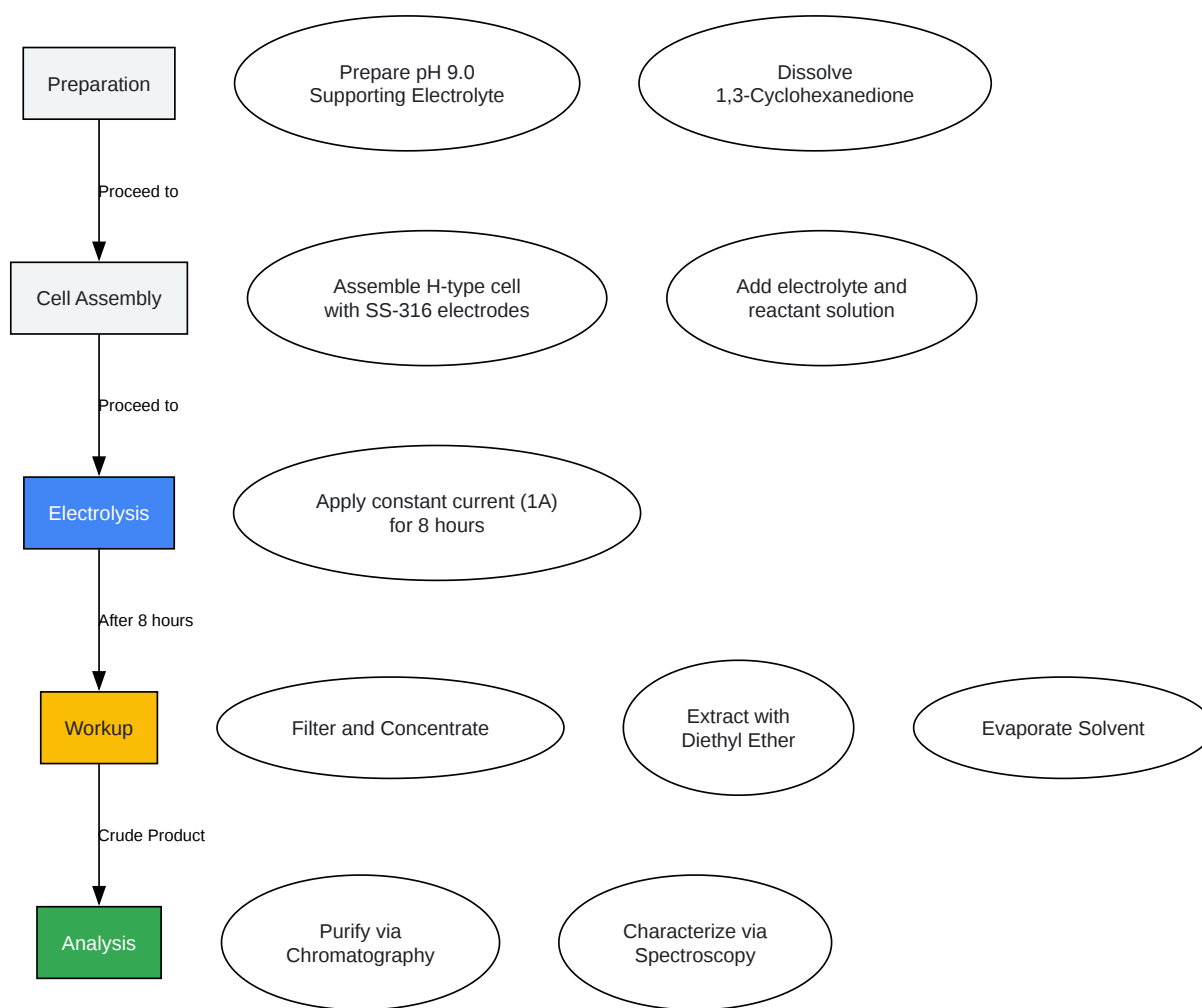 Preparation
Prepare pH 9.0
Supporting Electrolyte
Dissolve
1,3-Cyclohexanedione
Proceed to
Cell Assembly
Assemble H-type cell
with SS-316 electrodes
Add electrolyte and
reactant solution
Proceed to
Electrolysis
Apply constant current (1A)
for 8 hours
After 8 hours
Workup
Filter and Concentrate
Extract with
Diethyl Ether
Evaporate Solvent
Crude Product
Analysis
Purify via
Chromatography
Characterize via
Spectroscopy